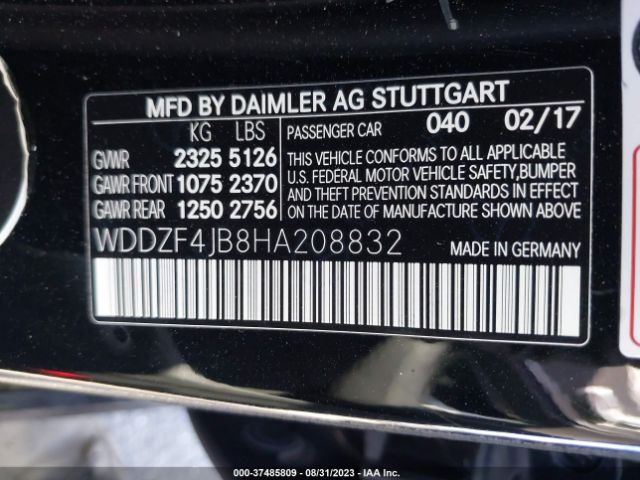 MFD BY DAIMLER AG STUTTGART
KG LBS
PASSENGER CAR 040 02/17
GVWR 2325 5126
GAWR FRONT 1075 2370
GAWR REAR 1250 2756
THIS VEHICLE CONFORMS TO ALL APPLICABLE
U.S. FEDERAL MOTOR VEHICLE SAFETY,BUMPER
AND THEFT PREVENTION STANDARDS IN EFFECT
ON THE DATE OF MANUFACTURE SHOWN ABOVE
WDDZF4JB8HA208832
MADE IN GERMANY
000-37485809 - 08/31/2023 - IAA Inc.